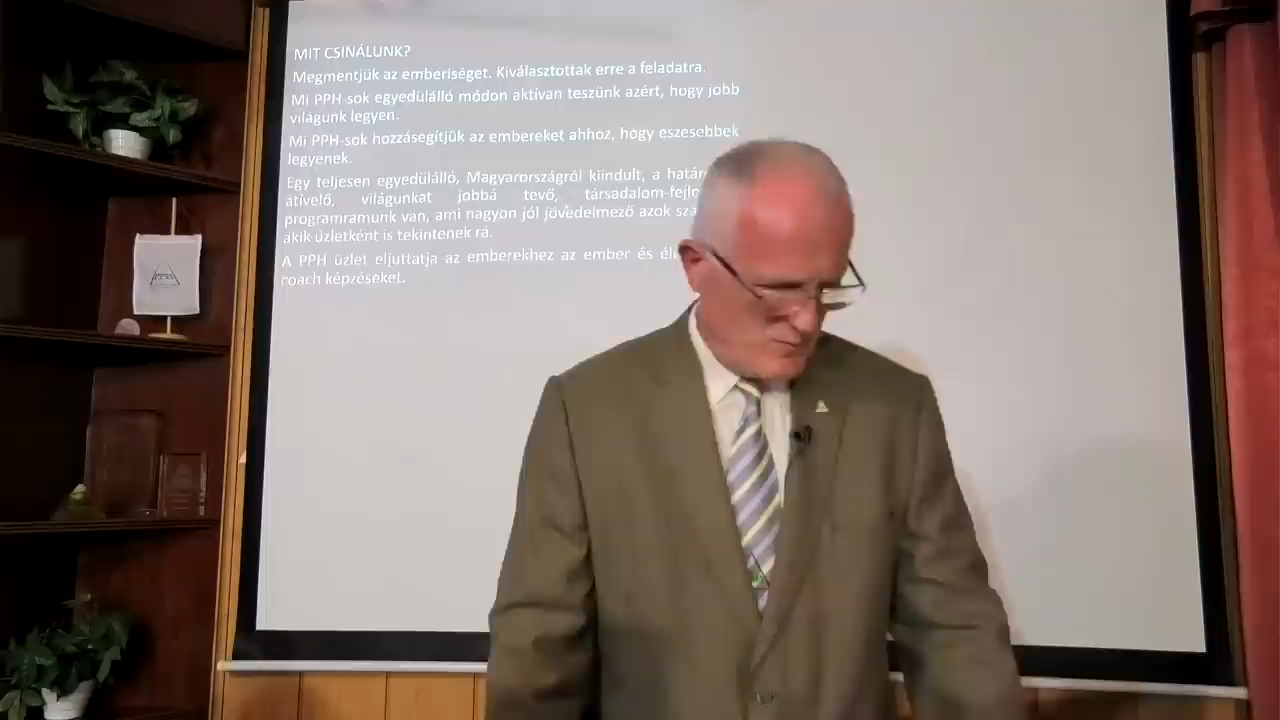 MIT CSINÁLUNK?
Megmentjük az emberiséget. Kiválasztottak erre a feladatra.
Mi PPH-sok egyedülálló módon aktívan teszünk azért, hogy jobb
világunk legyen.
Mi PPH-sok hozzásegítjük az embereket ahhoz, hogy eszesebbek
legyenek.
Egy teljesen egyedülálló, Magyarországról kiindult, a
átívelő, világunkat jobbá tevő,
programramunk van, ami nagyon jól jövedelmező azok
akik üzletként is tekintenek rá.
A PPH üzlet eljuttatja az emberekhez az ember és
coach képzéseket.